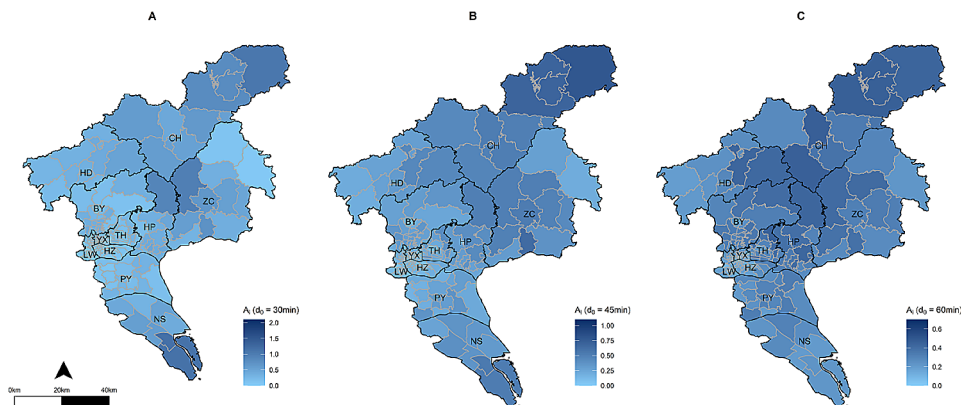 A
B
C
CH
HD
ZC
BY
HP
TH
YX
LW
HZ
PY
NS
CH
HD
ZC
BY
HP
TH
YX
LW
HZ
PY
NS
CH
HD
ZC
BY
HP
TH
YX
LW
HZ
PY
NS
Aᵢ (d₀ = 30min)
2.0
1.5
1.0
0.5
0.0
Aᵢ (d₀ = 45min)
1.00
0.75
0.50
0.25
0.00
Aᵢ (d₀ = 60min)
0.6
0.4
0.2
0.0
0km 20km 40km